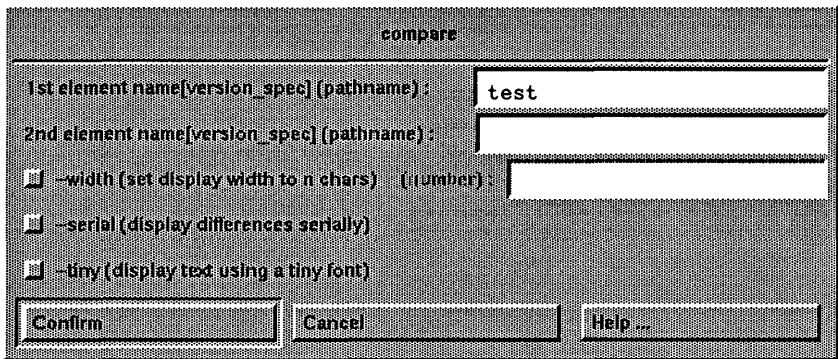 compare
1st element name[version_spec] (pathname) : test
2nd element name[version_spec] (pathname) :
-width (set display width to n chars) (number) :
-serial (display differences serially)
-tiny (display text using a tiny font)
Confirm Cancel Help ...